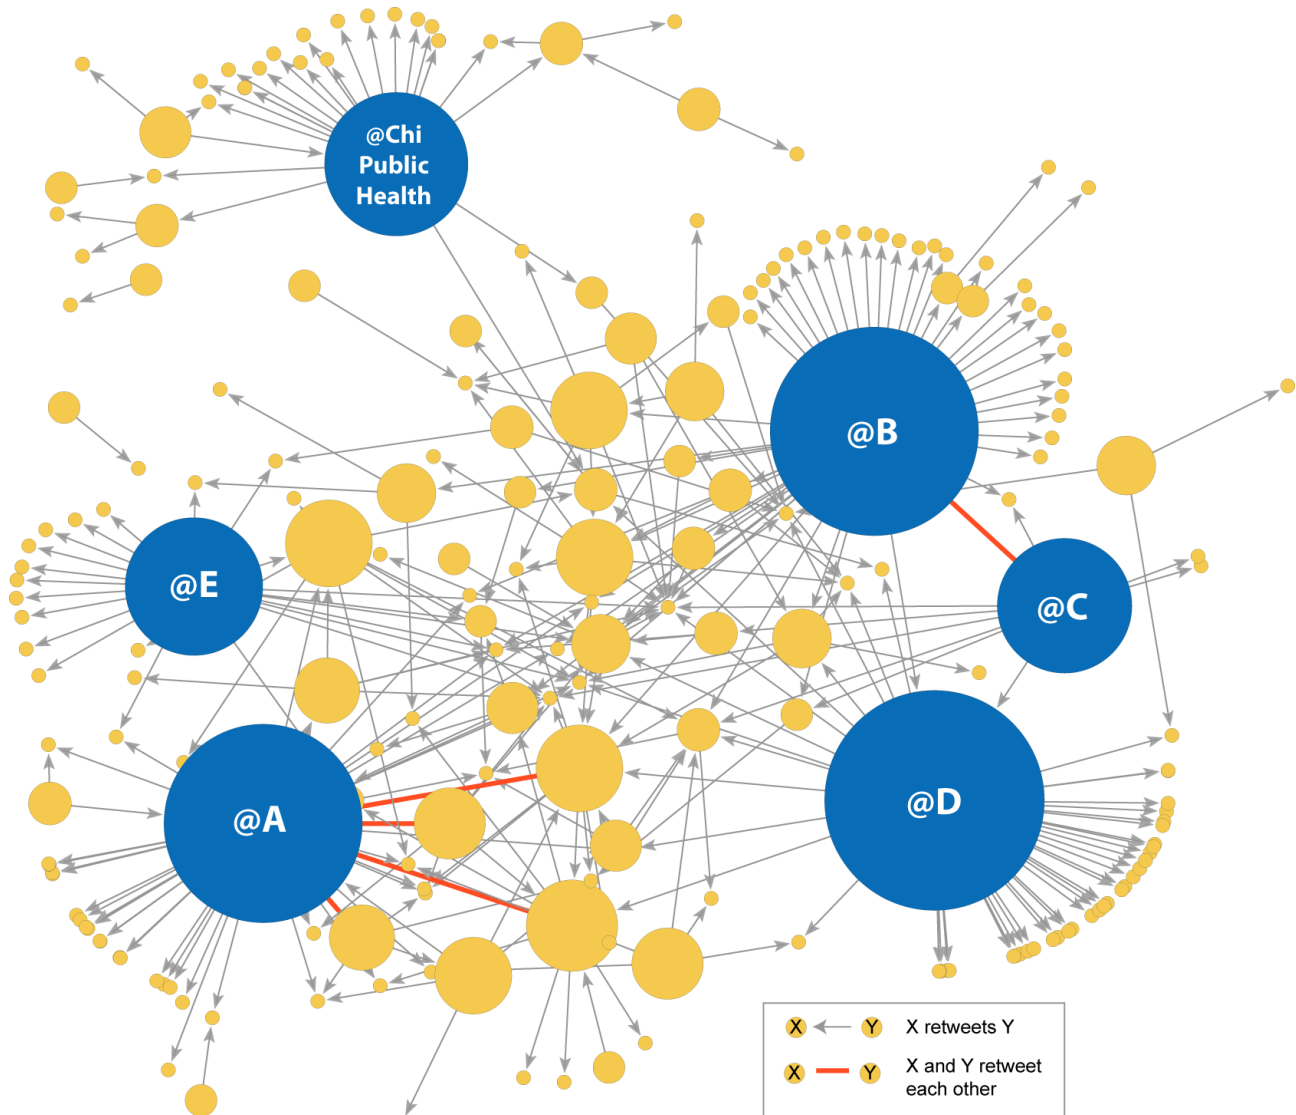 @Chi
Public
Health
@B
@E
@C
@A
@D
X Y X retweets Y
X Y X and Y retweet
each other